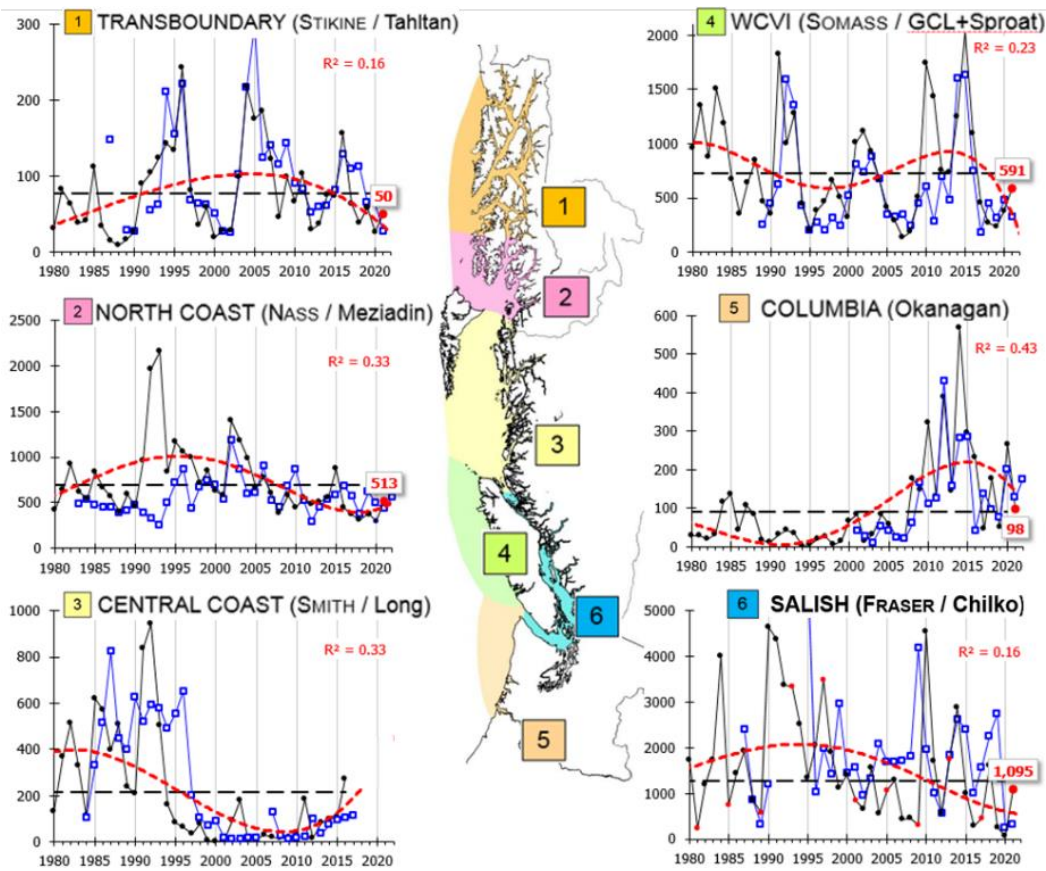 1 TRANSBOUNDARY (STIKINE / Tahltan)
300
200
100
0
R² = 0.16
50
1980 1985 1990 1995 2000 2005 2010 2015 2020
2 NORTH COAST (NASS / Meziadin)
2500
2000
1500
1000
500
0
R² = 0.33
513
1980 1985 1990 1995 2000 2005 2010 2015 2020
3 CENTRAL COAST (SMITH / Long)
1000
800
600
400
200
0
R² = 0.33
1980 1985 1990 1995 2000 2005 2010 2015 2020
1
2
3
4
6
5
4 WCVI (SOMASS / GCL+Sproat)
2000
1500
1000
500
0
R² = 0.23
591
1980 1985 1990 1995 2000 2005 2010 2015 2020
5 COLUMBIA (Okanagan)
600
500
400
300
200
100
0
R² = 0.43
98
1980 1985 1990 1995 2000 2005 2010 2015 2020
6 SALISH (FRASER / Chilko)
5000
4000
3000
2000
1000
0
R² = 0.16
1,095
1980 1985 1990 1995 2000 2005 2010 2015 2020